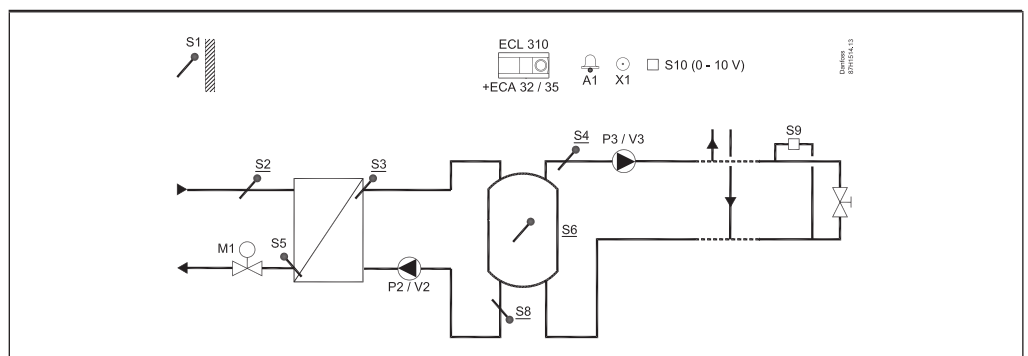 S1
ECL 310
+ECA 32 / 35
A1
X1
S10 (0 - 10 V)
Danfoss
87H1514.13
S2
S3
S4
P3 / V3
S9
S6
M1
S5
P2 / V2
S8